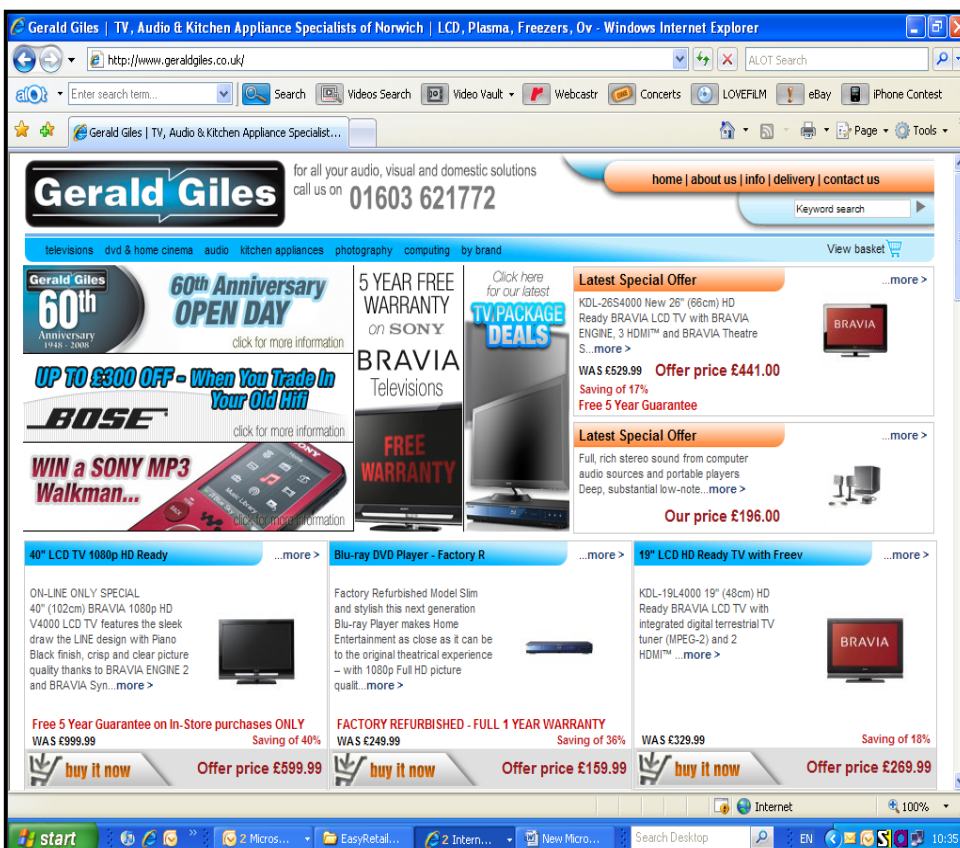 Gerald Giles | TV, Audio & Kitchen Appliance Specialists of Norwich | LCD, Plasma, Freezers, Ov - Windows Internet Explorer
http://www.geraldgiles.co.uk/
ALOT Search
alot
Enter search term...
Search
Videos Search
Video Vault
Webcastr
Concerts
LOVEFiLM
eBay
iPhone Contest
Gerald Giles | TV, Audio & Kitchen Appliance Specialist...
Page
Tools
Gerald Giles
for all your audio, visual and domestic solutions
call us on 01603 621772
home | about us | info | delivery | contact us
Keyword search
televisions dvd & home cinema audio kitchen appliances photography computing by brand
View basket
Gerald Giles
60th
Anniversary
1948 - 2008
60th Anniversary
OPEN DAY
click for more information
UP TO £300 OFF - When You Trade In
Your Old Hifi
BOSE
click for more information
WIN a SONY MP3
Walkman...
SONY
BACK
click for more information
5 YEAR FREE
WARRANTY
on SONY
BRAVIA
Televisions
FREE
WARRANTY
Click here
for our latest
TV PACKAGE
DEALS
Latest Special Offer
...more >
KDL-26S4000 New 26" (66cm) HD
Ready BRAVIA LCD TV with BRAVIA
ENGINE, 3 HDMI™ and BRAVIA Theatre
S...more >
BRAVIA
WAS £529.99 Offer price £441.00
Saving of 17%
Free 5 Year Guarantee
Latest Special Offer
...more >
Full, rich stereo sound from computer
audio sources and portable players
Deep, substantial low-note...more >
Our price £196.00
40" LCD TV 1080p HD Ready
...more >
ON-LINE ONLY SPECIAL
40" (102cm) BRAVIA 1080p HD
V4000 LCD TV features the sleek
draw the LINE design with Piano
Black finish, crisp and clear picture
quality thanks to BRAVIA ENGINE 2
and BRAVIA Syn...more >
Free 5 Year Guarantee on In-Store purchases ONLY
WAS £999.99
Saving of 40%
buy it now
Offer price £599.99
Blu-ray DVD Player - Factory R
...more >
Factory Refurbished Model Slim
and stylish this next generation
Blu-ray Player makes Home
Entertainment as close as it can be
to the original theatrical experience
– with 1080p Full HD picture
qualit...more >
FACTORY REFURBISHED - FULL 1 YEAR WARRANTY
WAS £249.99
Saving of 36%
buy it now
Offer price £159.99
19" LCD HD Ready TV with Freev
...more >
KDL-19L4000 19" (48cm) HD
Ready BRAVIA LCD TV with
integrated digital terrestrial TV
tuner (MPEG-2) and 2
HDMI™ ...more >
BRAVIA
WAS £329.99
Saving of 18%
buy it now
Offer price £269.99
Internet
100%
start
2 Micros...
EasyRetail...
2 Intern...
New Micro...
Search Desktop
EN
10:35